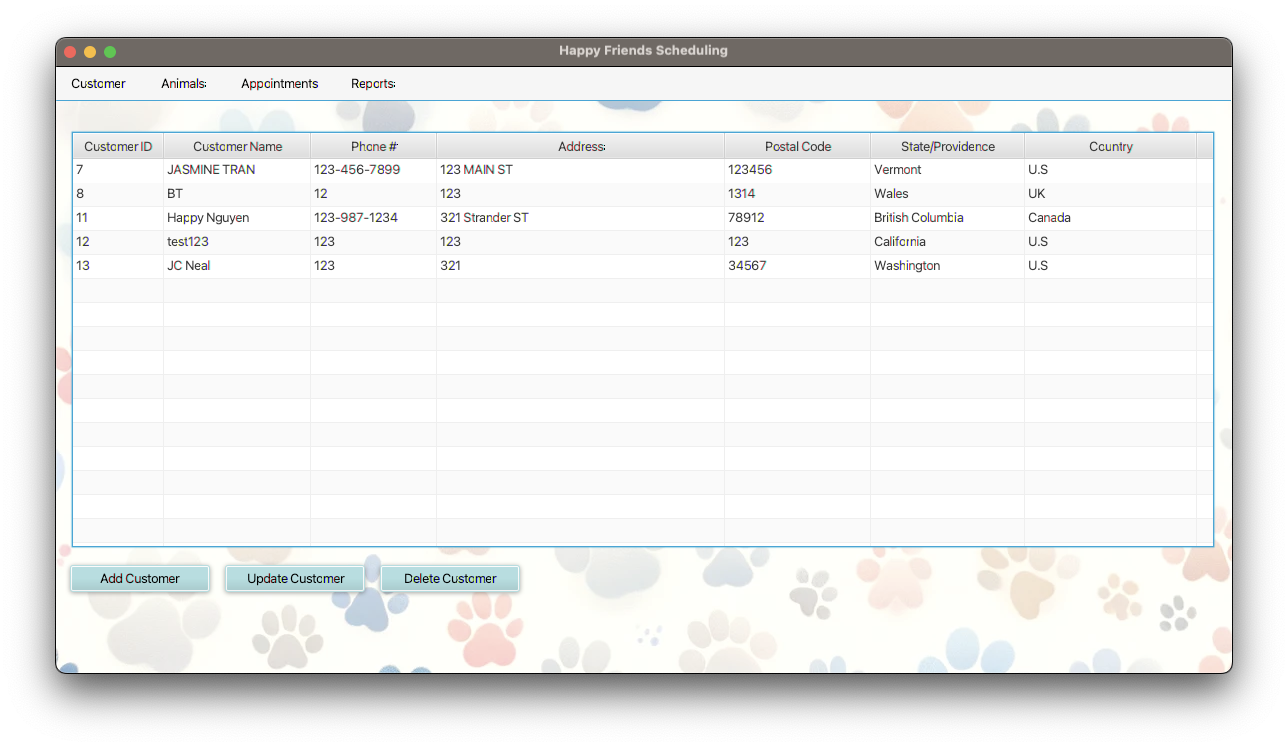 Happy Friends Scheduling
Customer Animals Appointments Reports
Customer ID Customer Name Phone # Address Postal Code State/Providence Country
7 JASMINE TRAN 123-456-7899 123 MAIN ST 123456 Vermont U.S
8 BT 12 123 1314 Wales UK
11 Happy Nguyen 123-987-1234 321 Strander ST 78912 British Columbia Canada
12 test123 123 123 123 California U.S
13 JC Neal 123 321 34567 Washington U.S
Add Customer Update Customer Delete Customer